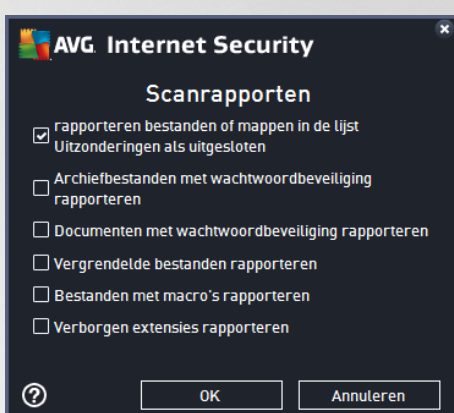 AVG. Internet Security
Scanrapporten
rapporteren bestanden of mappen in de lijst
Uitzonderingen als uitgesloten
Archiefbestanden met wachtwoordbeveiliging
rapporteren
Documenten met wachtwoordbeveiliging rapporteren
Vergrendelde bestanden rapporteren
Bestanden met macro's rapporteren
Verborgen extensies rapporteren
? OK Annuleren